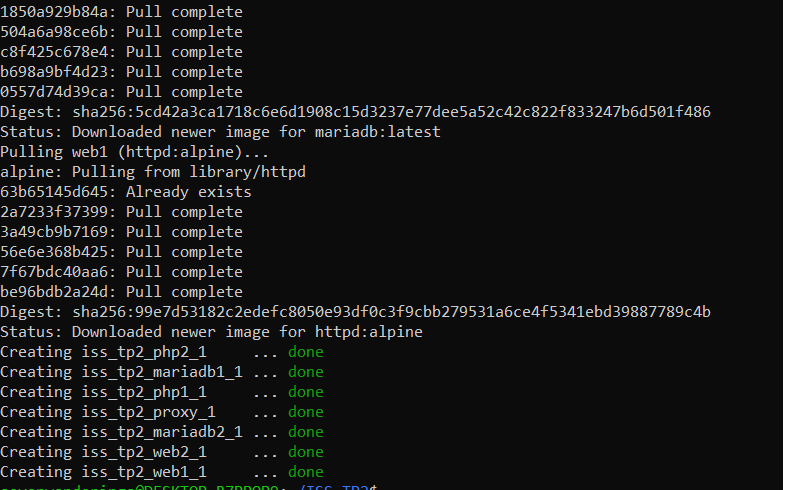 1850a929b84a: Pull complete
504a6a98ce6b: Pull complete
c8f425c678e4: Pull complete
b698a9bf4d23: Pull complete
0557d74d39ca: Pull complete
Digest: sha256:5cd42a3ca1718c6e6d1908c15d3237e77dee5a52c42c822f833247b6d501f486
Status: Downloaded newer image for mariadb:latest
Pulling web1 (httpd:alpine)...
alpine: Pulling from library/httpd
63b65145d645: Already exists
2a7233f37399: Pull complete
3a49cb9b7169: Pull complete
56e6e368b425: Pull complete
7f67bdc40aa6: Pull complete
be96bdb2a24d: Pull complete
Digest: sha256:99e7d53182c2edefc8050e93df0c3f9cbb279531a6ce4f5341ebd39887789c4b
Status: Downloaded newer image for httpd:alpine
Creating iss_tp2_php2_1     ... done
Creating iss_tp2_mariadb1_1 ... done
Creating iss_tp2_php1_1     ... done
Creating iss_tp2_proxy_1    ... done
Creating iss_tp2_mariadb2_1 ... done
Creating iss_tp2_web2_1     ... done
Creating iss_tp2_web1_1     ... done